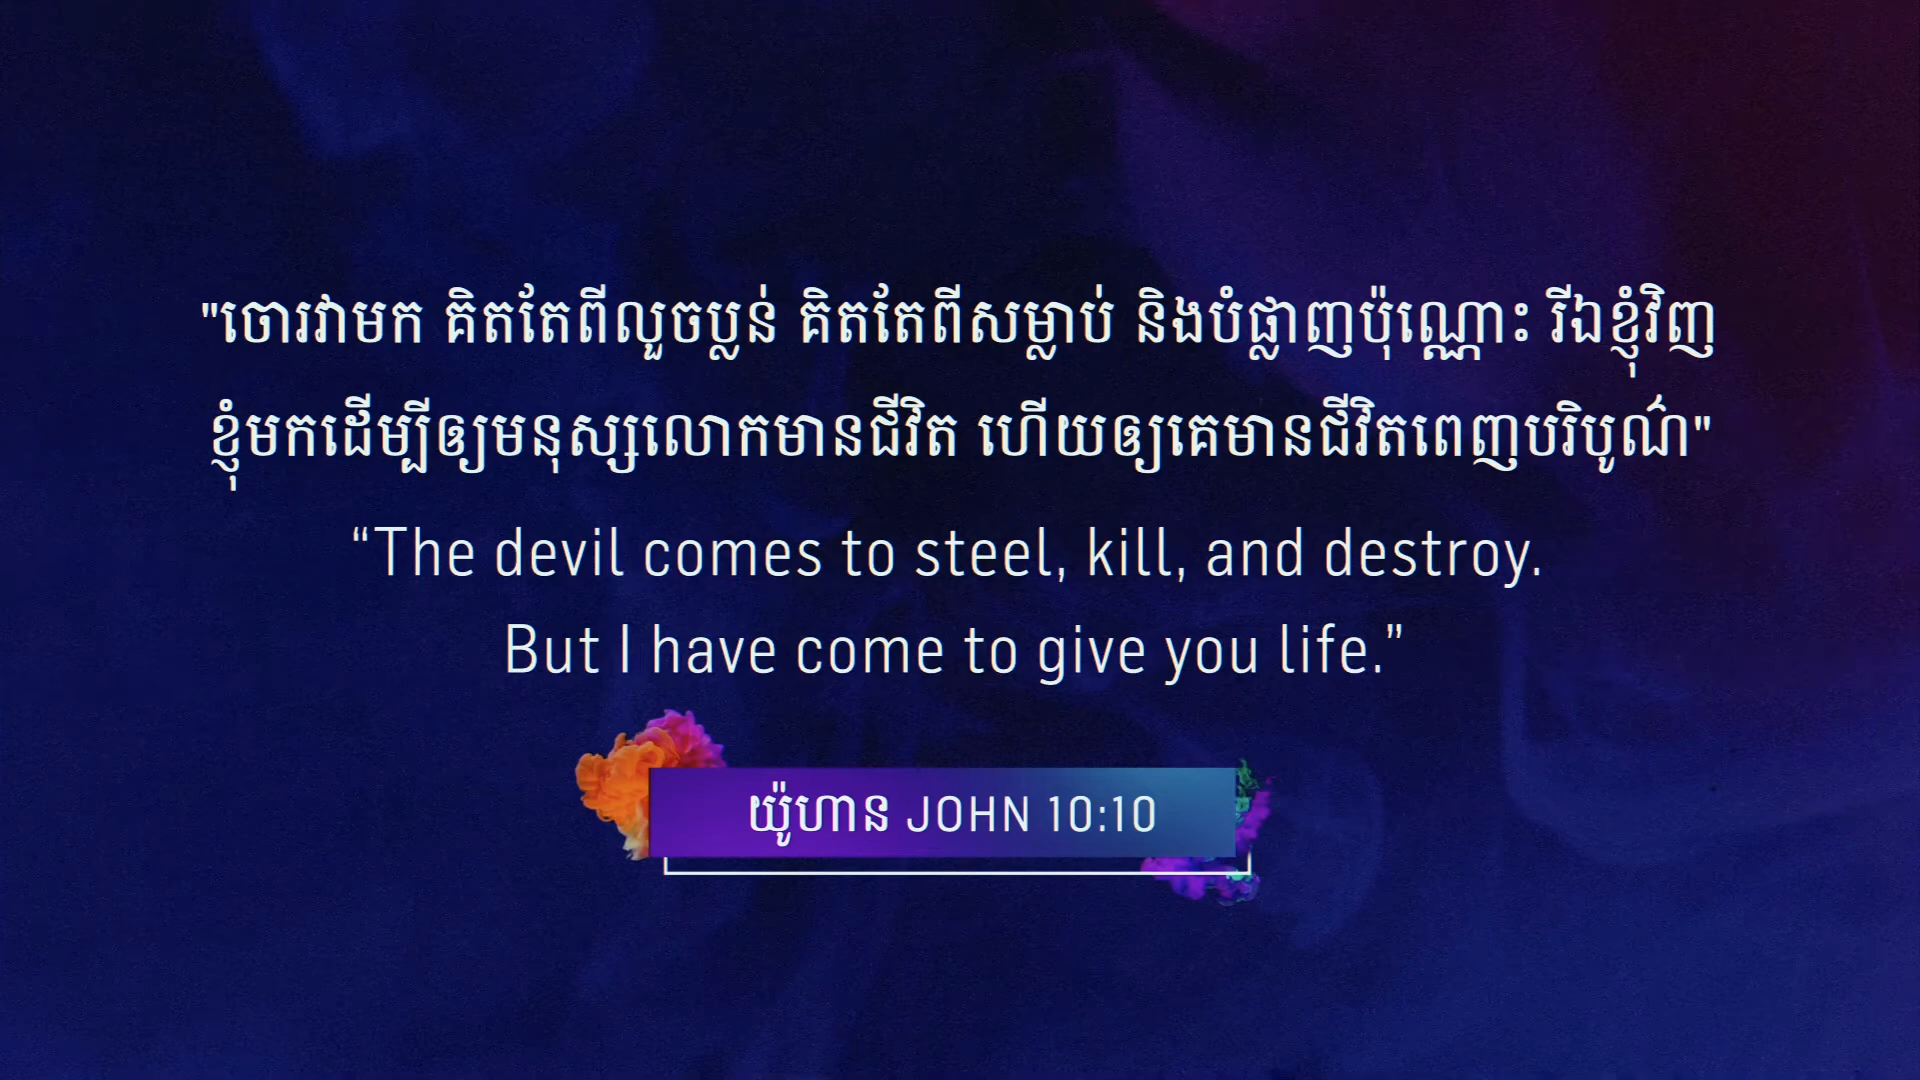 "ចោរវាមក គិតតែពីលួចប្លន់ គិតតែពីសម្លាប់ និងបំផ្លាញប៉ុណ្ណោះ រីឯខ្ញុំវិញ
ខ្ញុំមកដើម្បីឲ្យមនុស្សលោកមានជីវិត ហើយឲ្យគេមានជីវិតពេញបរិបូណ៌"
“The devil comes to steel, kill, and destroy.
But I have come to give you life.”
យ៉ូហាន JOHN 10:10